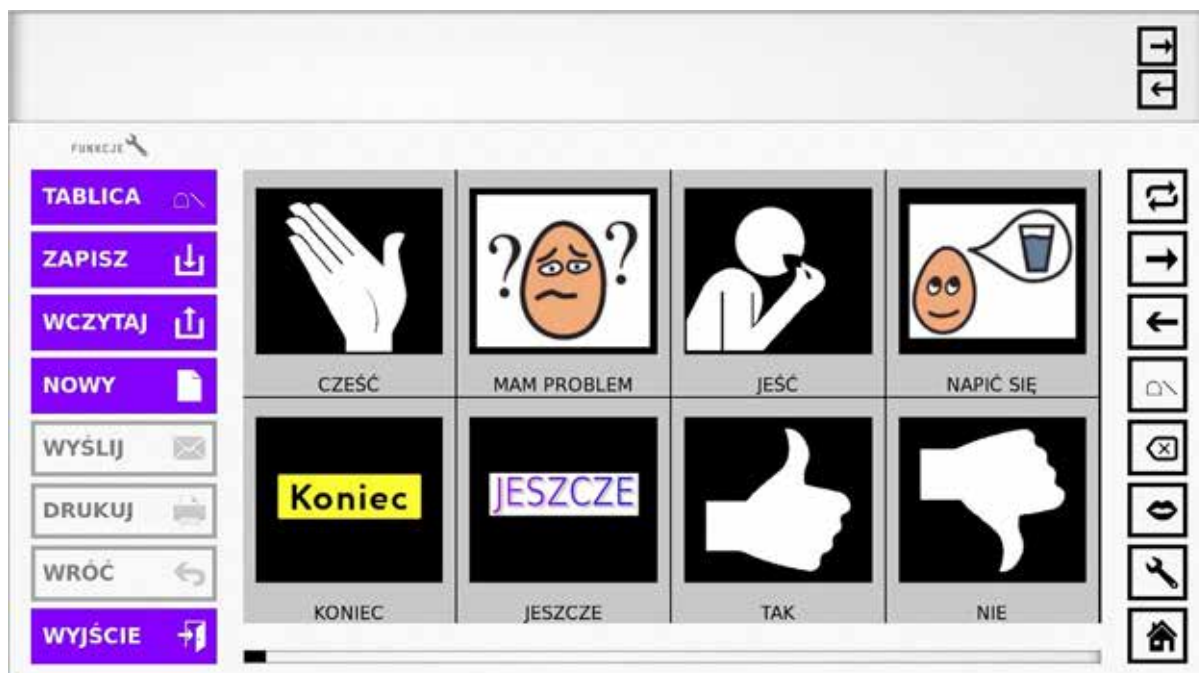 FUNKCJE
TABLICA
ZAPISZ
WCZYTAJ
NOWY
WYŚLIJ
DRUKUJ
WRÓĆ
WYJŚCIE
CZEŚĆ
MAM PROBLEM
JEŚĆ
NAPIĆ SIĘ
? ?
Koniec
JESZCZE
KONIEC
JESZCZE
TAK
NIE